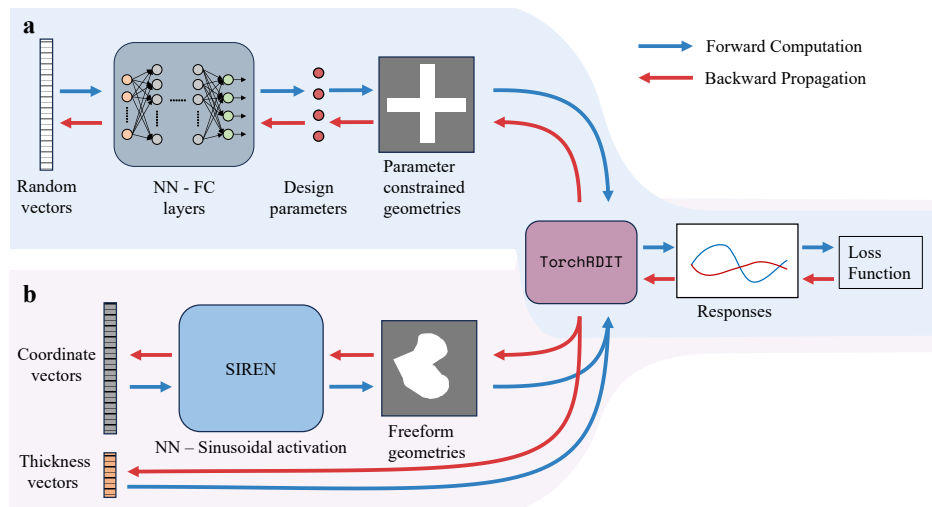 a
Forward Computation
Backward Propagation
Random
vectors
NN - FC
layers
Design
parameters
Parameter
constrained
geometries
TorchRDIT
Responses
Loss
Function
b
Coordinate
vectors
SIREN
NN – Sinusoidal activation
Freeform
geometries
Thickness
vectors